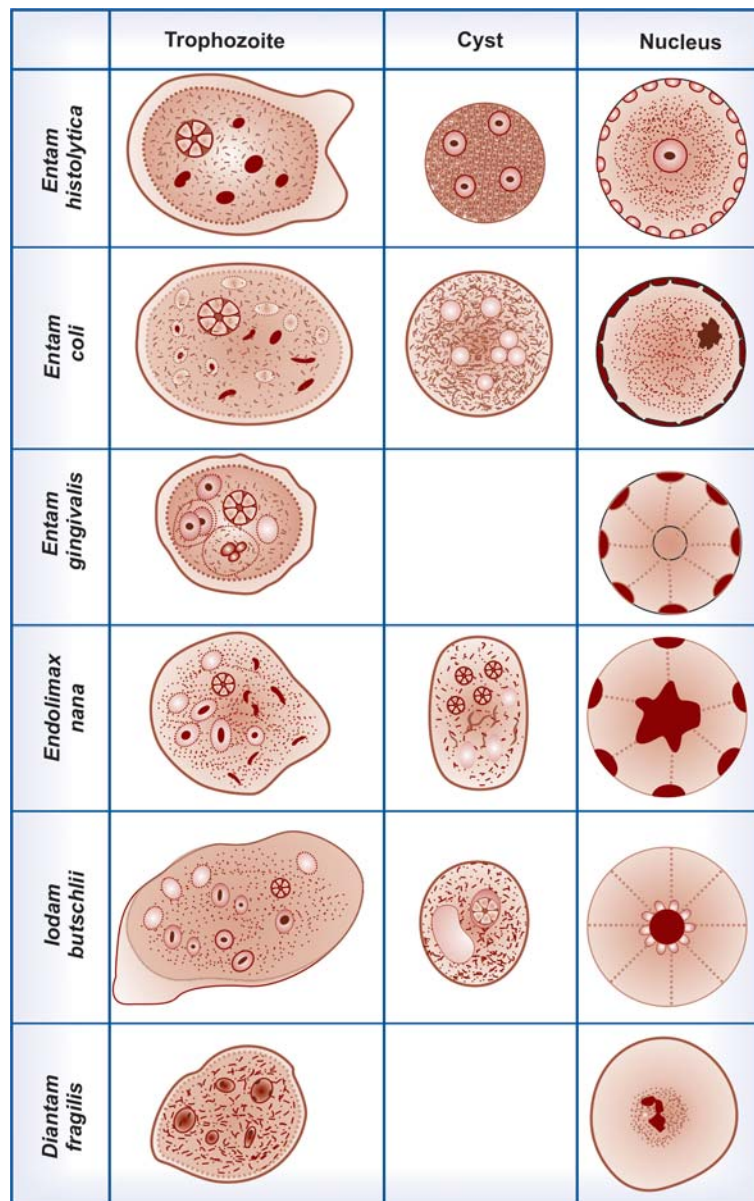 Trophozoite Cyst Nucleus
Entam
histolytica
Entam
coli
Entam
gingivalis
Endolimax
nana
Iodam
butschlii
Diantam
fragilis